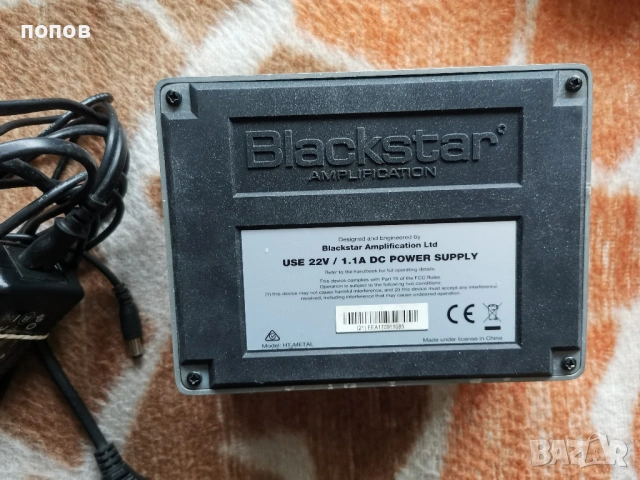 попов
Blackstar
AMPLIFICATION
Designed and engineered by
Blackstar Amplification Ltd
USE 22V / 1.1A DC POWER SUPPLY
Refer to the handbook for full operating details.
This device complies with Part 15 of the FCC Rules.
Operation is subject to the following two conditions:
(1) this device may not cause harmful interference, and (2) this device must accept any interference
received, including interference that may cause undesired operation.
CE
Model: HT-METAL
Made under license in China
BAZAR